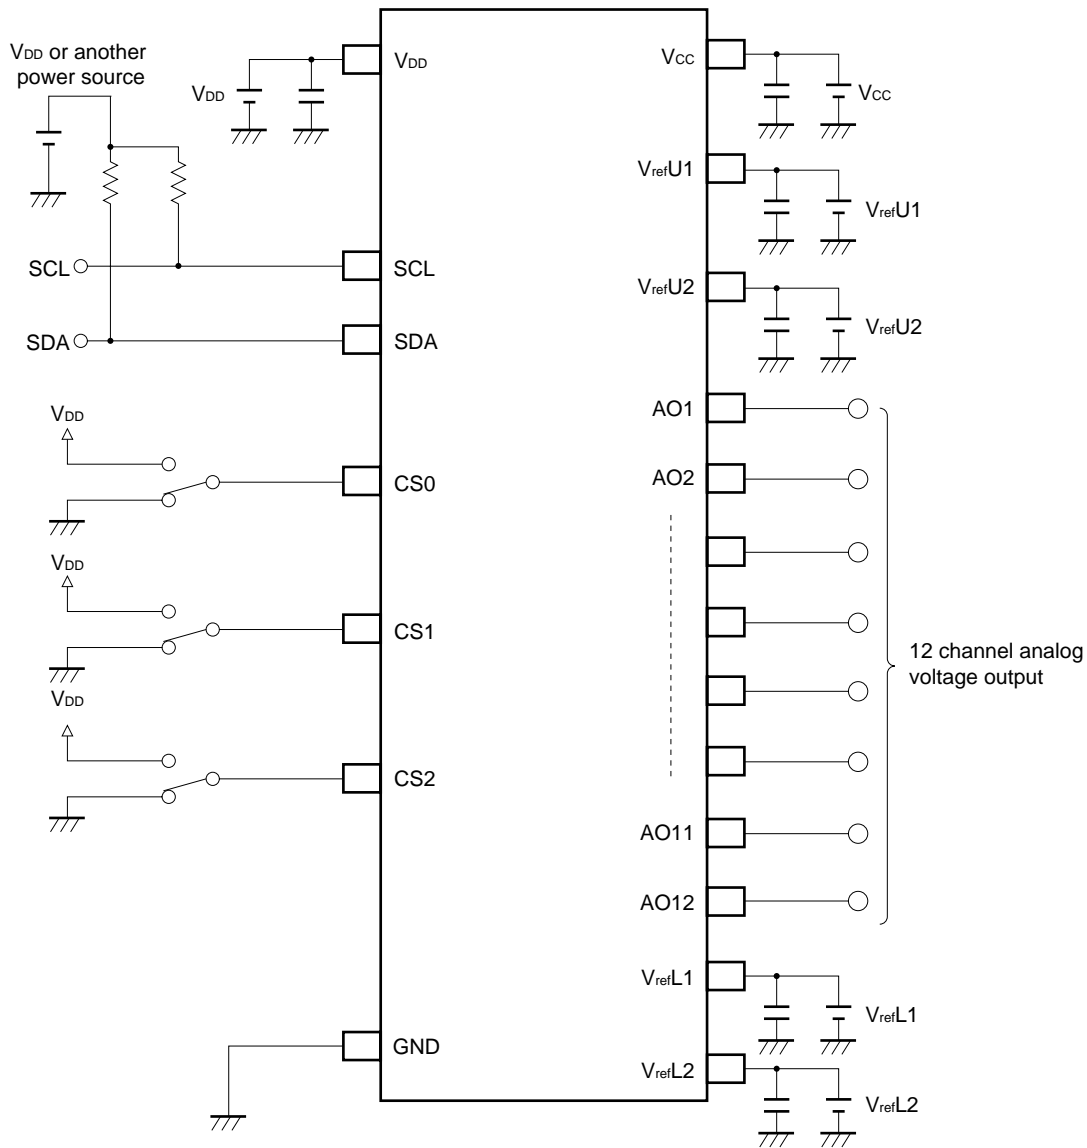 VDD or another
power source
VDD
VDD
VCC
VCC
VrefU1
VrefU1
SCL
SCL
VrefU2
VrefU2
SDA
SDA
AO1
VDD
CS0
AO2
VDD
CS1
12 channel analog
voltage output
VDD
CS2
AO11
AO12
VrefL1
VrefL1
GND
VrefL2
VrefL2